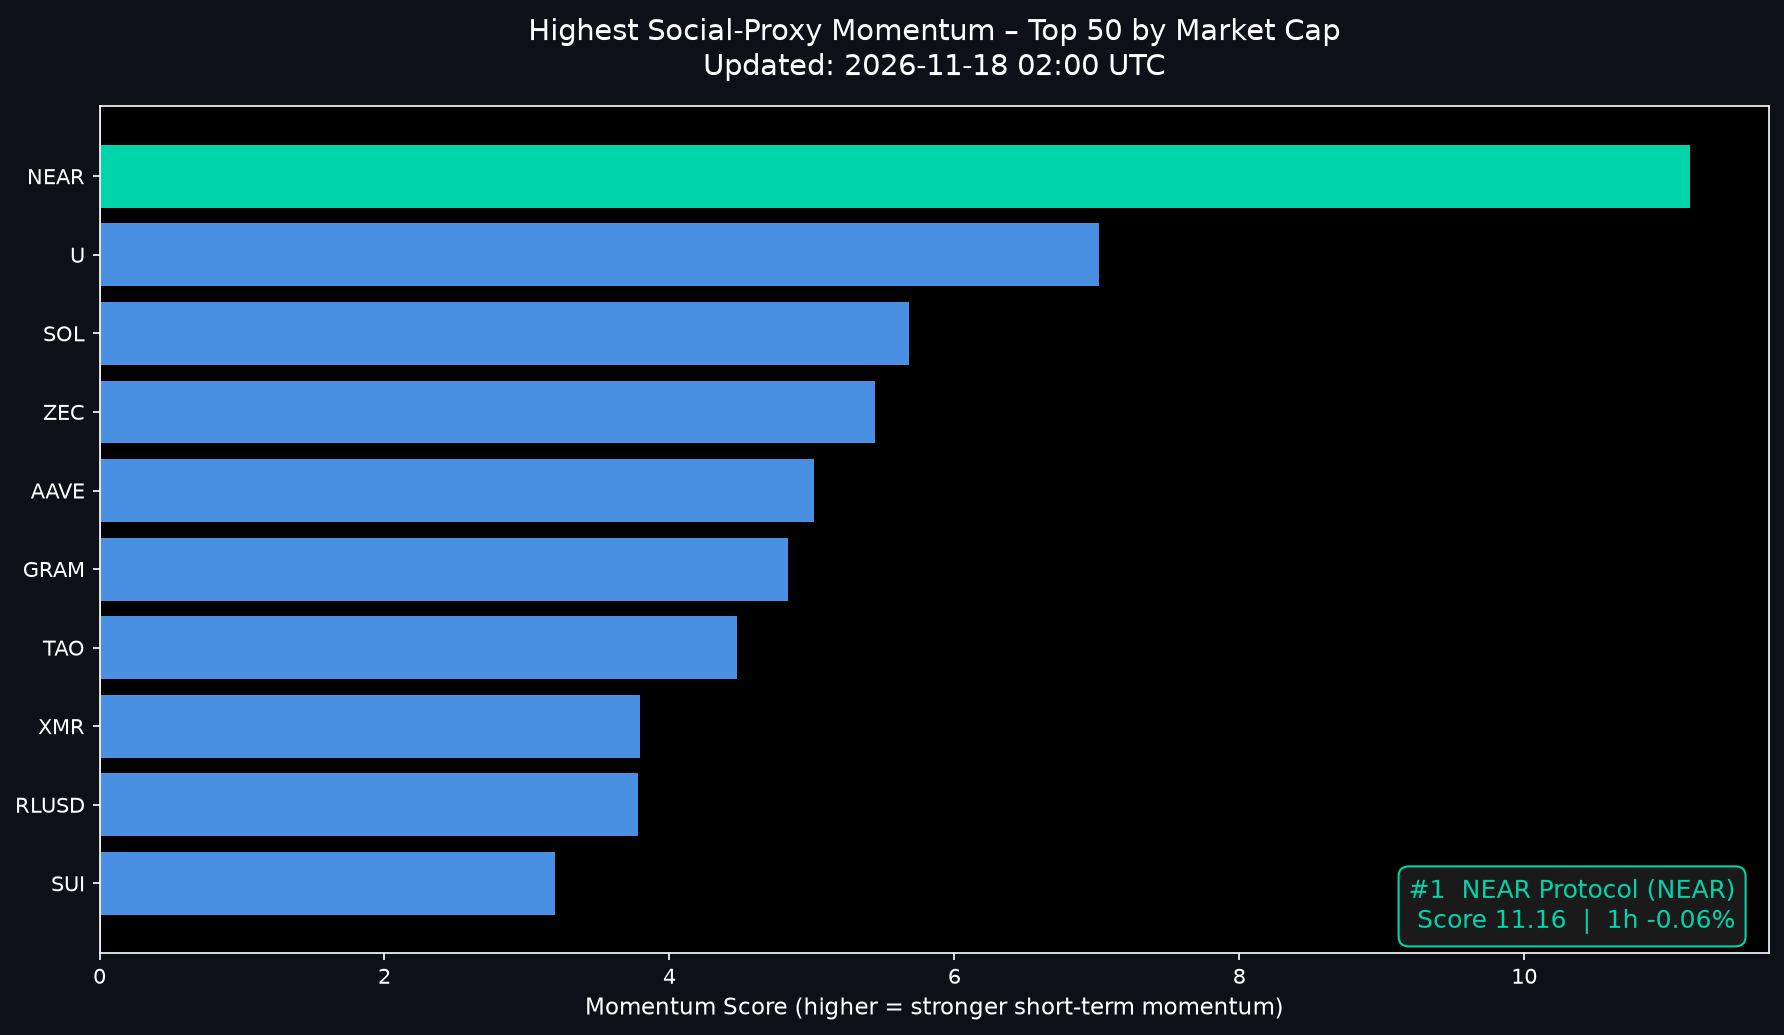 Highest Social-Proxy Momentum – Top 50 by Market Cap
Updated: 2026-11-18 02:00 UTC
NEAR
U
SOL
ZEC
AAVE
GRAM
TAO
XMR
RLUSD
SUI
#1  NEAR Protocol (NEAR)
Score 11.16  |  1h -0.06%
0 2 4 6 8 10
Momentum Score (higher = stronger short-term momentum)